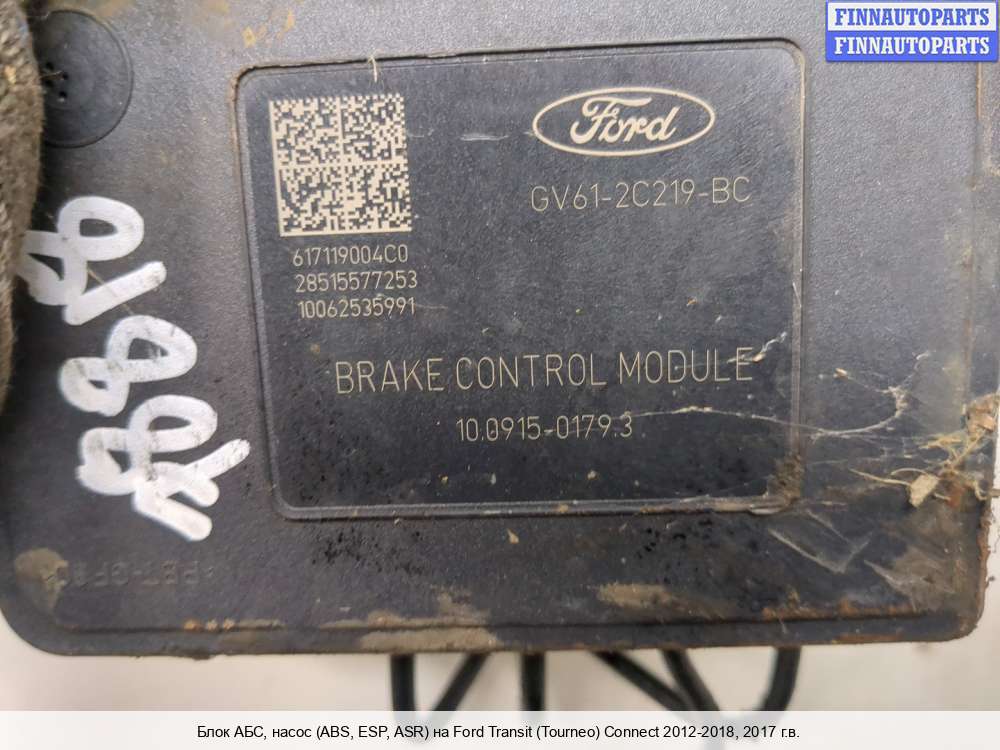 FINNAUTOPARTS
FINNAUTOPARTS
Ford
GV61-2C219-BC
617119004C0
28515577253
10062535991
BRAKE CONTROL MODULE
10.0915-0179.3
Блок АБС, насос (ABS, ESP, ASR) на Ford Transit (Tourneo) Connect 2012-2018, 2017 г.в.